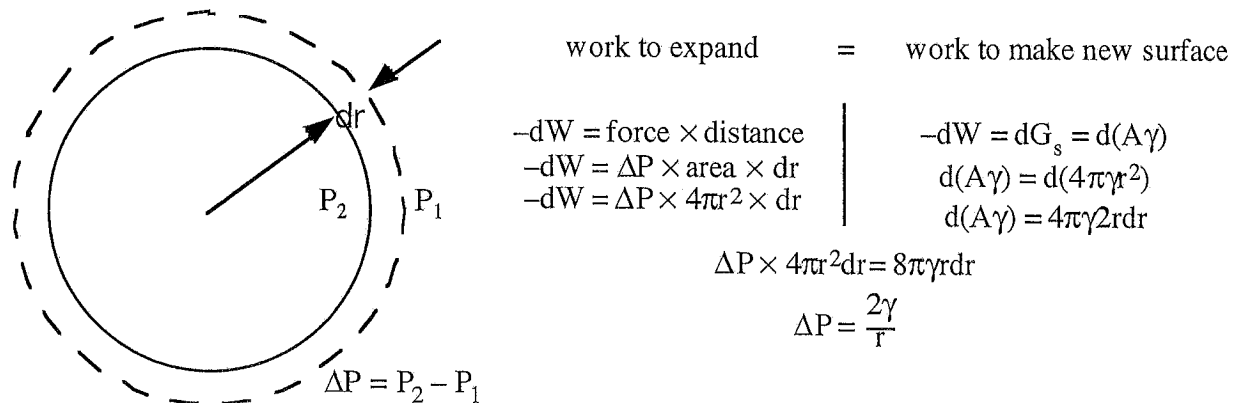 work to expand = work to make new surface
dr
–dW = force × distance
–dW = ΔP × area × dr
–dW = ΔP × 4πr² × dr
–dW = dGₛ = d(Aγ)
d(Aγ) = d(4πγr²)
d(Aγ) = 4πγ2rdr
P₂ P₁
ΔP × 4πr²dr= 8πγrdr
ΔP = 2γ/r
ΔP = P₂ – P₁